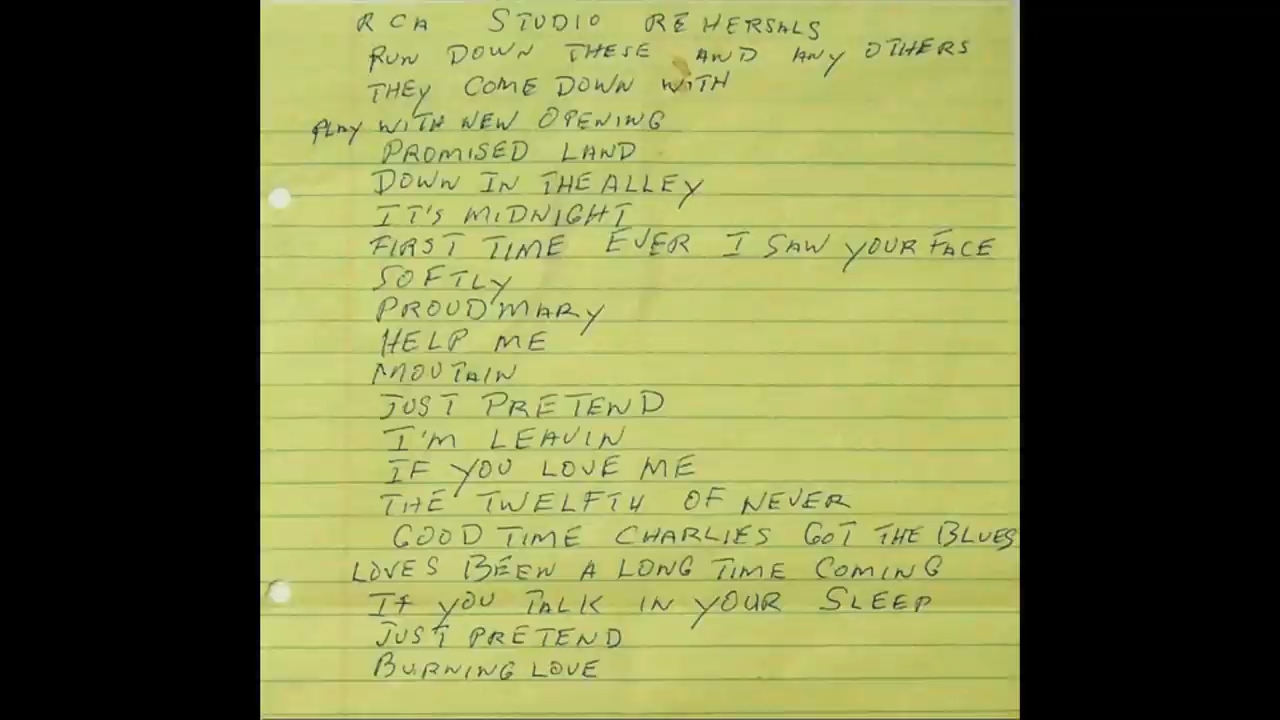 RCA STUDIO REHERSALS
RUN DOWN THESE AND ANY OTHERS
THEY COME DOWN WITH
PLAY WITH NEW OPENING
PROMISED LAND
DOWN IN THE ALLEY
IT'S MIDNIGHT
FIRST TIME EVER I SAW YOUR FACE
SOFTLY
PROUD MARY
HELP ME
MOUTAIN
JUST PRETEND
I'M LEAVIN
IF YOU LOVE ME
THE TWELFTH OF NEVER
GOOD TIME CHARLIES GOT THE BLUES
LOVES BEEN A LONG TIME COMING
If YOU TALK IN YOUR SLEEP
JUST PRETEND
BURNING LOVE